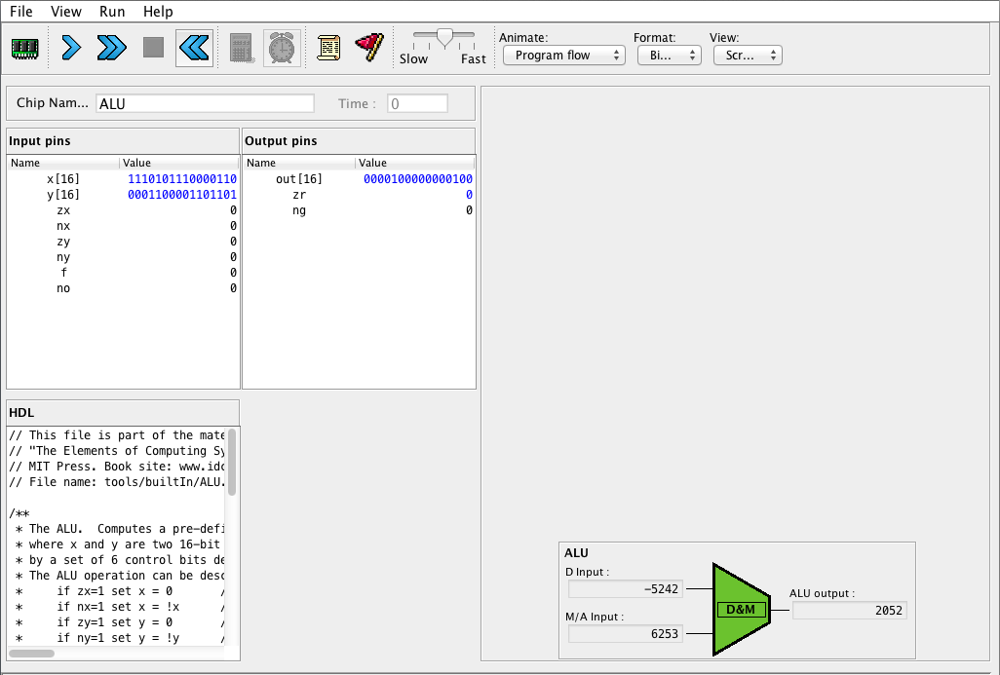 File View Run Help
Animate: Format: View:
Slow Fast Program flow Bi... Scr...
Chip Nam... ALU Time : 0
Input pins Output pins
Name Value Name Value
x[16] 1110101110000110 out[16] 0000100000000100
y[16] 0001100001101101 zr 0
zx 0 ng 0
nx 0
zy 0
ny 0
f 0
no 0
HDL
// This file is part of the mate
// "The Elements of Computing Sy
// MIT Press. Book site: www.idc
// File name: tools/builtIn/ALU.
/**
* The ALU. Computes a pre-defi
* where x and y are two 16-bit
* by a set of 6 control bits de
* The ALU operation can be desc
* if zx=1 set x = 0 /
* if nx=1 set x = !x /
* if zy=1 set y = 0 /
* if ny=1 set y = !y /
ALU
D Input :
-5242
M/A Input :
6253
D&M
ALU output :
2052